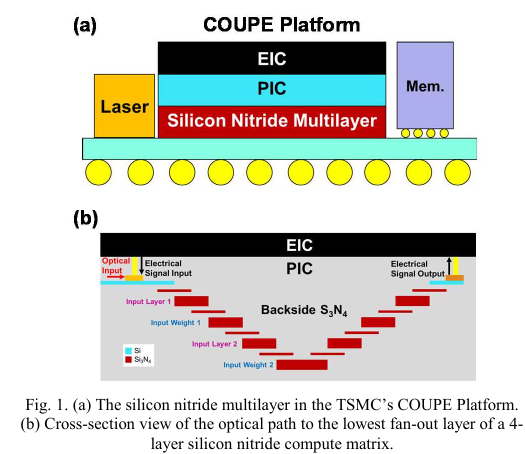 (a)
COUPE Platform
EIC
PIC
Laser
Silicon Nitride Multilayer
Mem.
(b)
EIC
Optical
Input
Electrical
Signal Input
PIC
Electrical
Signal Output
Input Layer 1
Backside S₃N₄
Input Weight 1
Input Layer 2
Si
Si₃N₄
Input Weight 2
Fig. 1. (a) The silicon nitride multilayer in the TSMC's COUPE Platform.
(b) Cross-section view of the optical path to the lowest fan-out layer of a 4-
layer silicon nitride compute matrix.